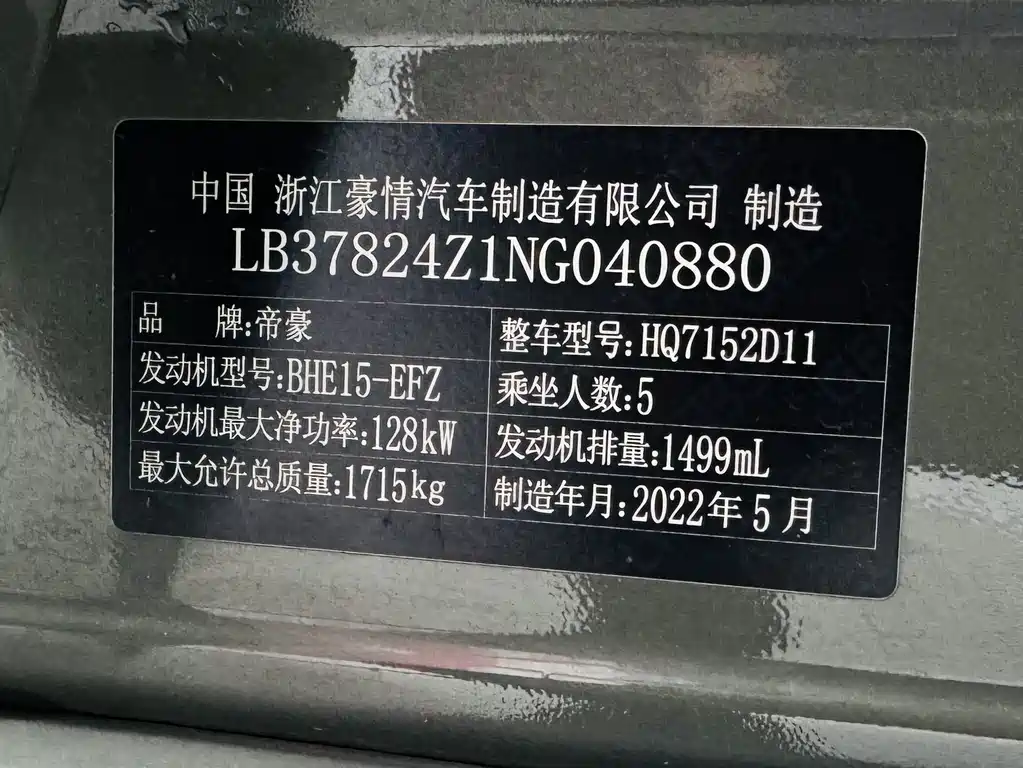 中国 浙江豪情汽车制造有限公司 制造
LB37824Z1NG040880
品　　牌:帝豪
整车型号:HQ7152D11
发动机型号:BHE15-EFZ
乘坐人数:5
发动机最大净功率:128kW
发动机排量:1499mL
最大允许总质量:1715kg
制造年月:2022年5月